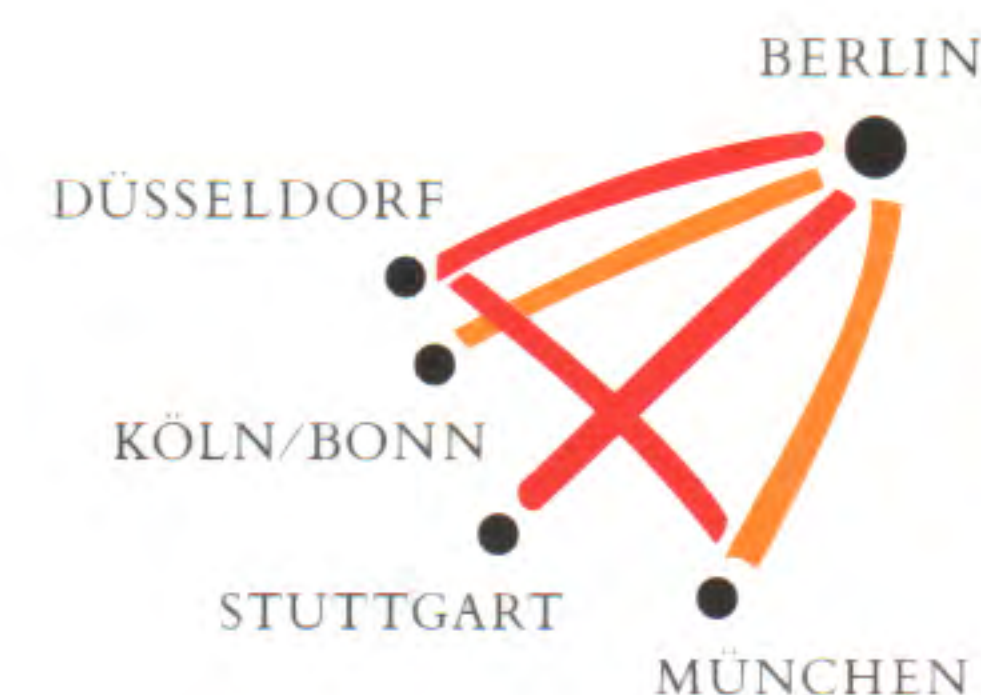 BERLIN
DÜSSELDORF
KÖLN/BONN
STUTTGART
MÜNCHEN